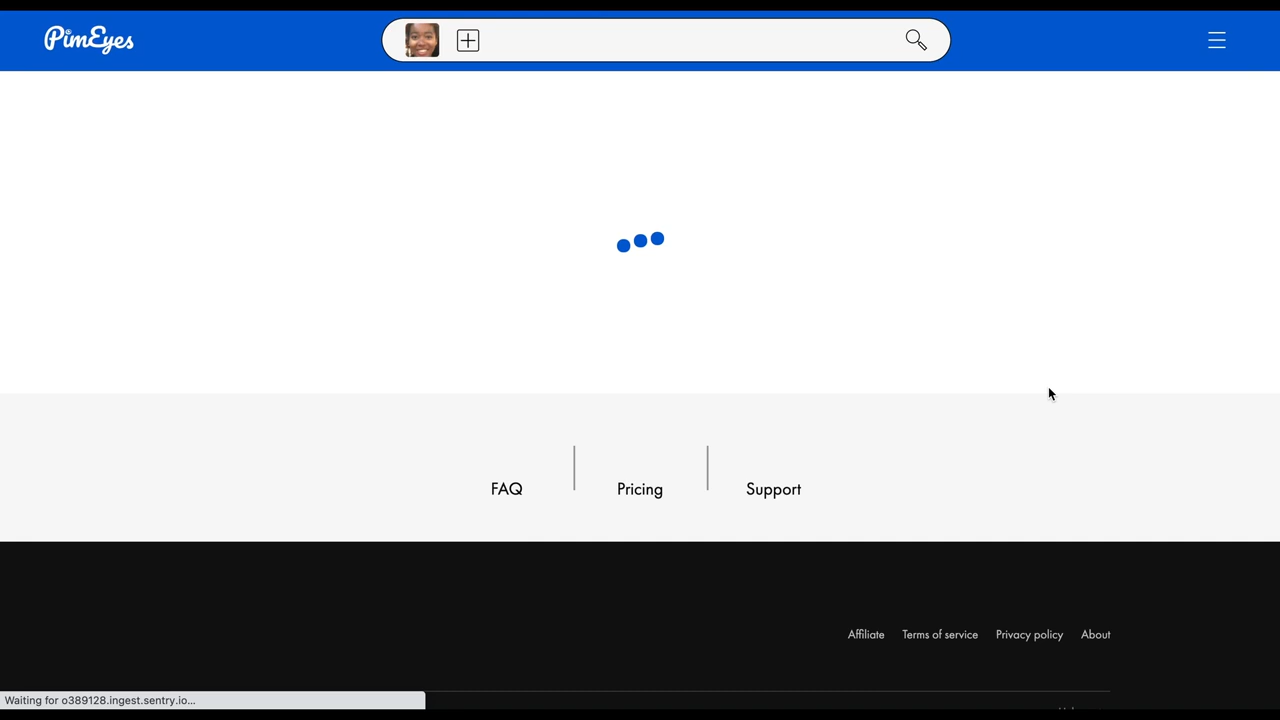 PimEyes
FAQ
Pricing
Support
Affiliate
Terms of service
Privacy policy
About
Waiting for o389128.ingest.sentry.io...